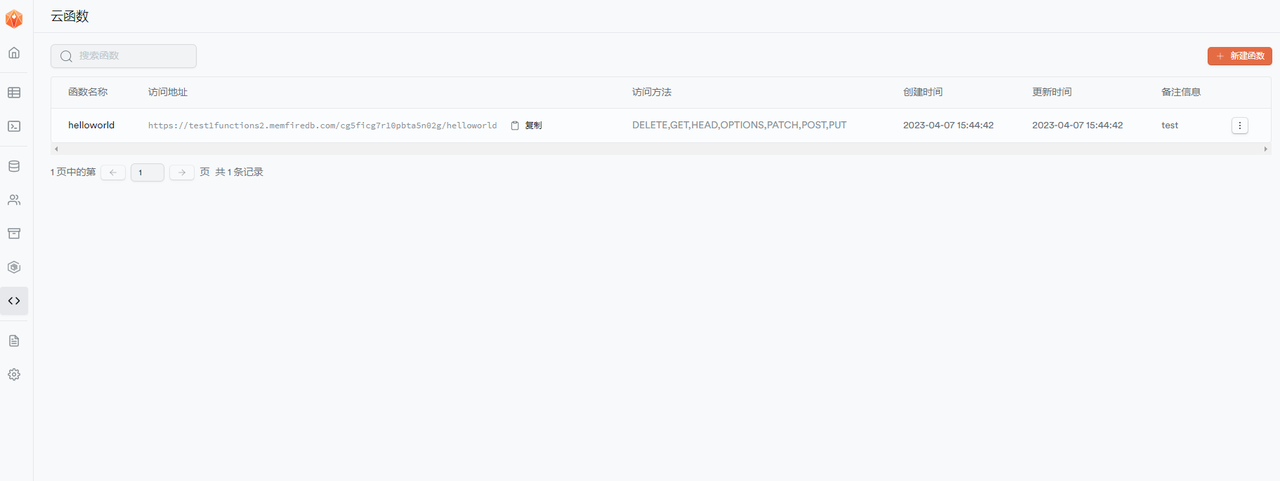 云函数
搜索函数
新建函数
函数名称 访问地址 访问方法 创建时间 更新时间 备注信息
helloworld https://test1functions2.memfiredb.com/cg5ficg7r10pbta5n02g/helloworld 复制 DELETE,GET,HEAD,OPTIONS,PATCH,POST,PUT 2023-04-07 15:44:42 2023-04-07 15:44:42 test
1 页中的第 1 页 共 1 条记录